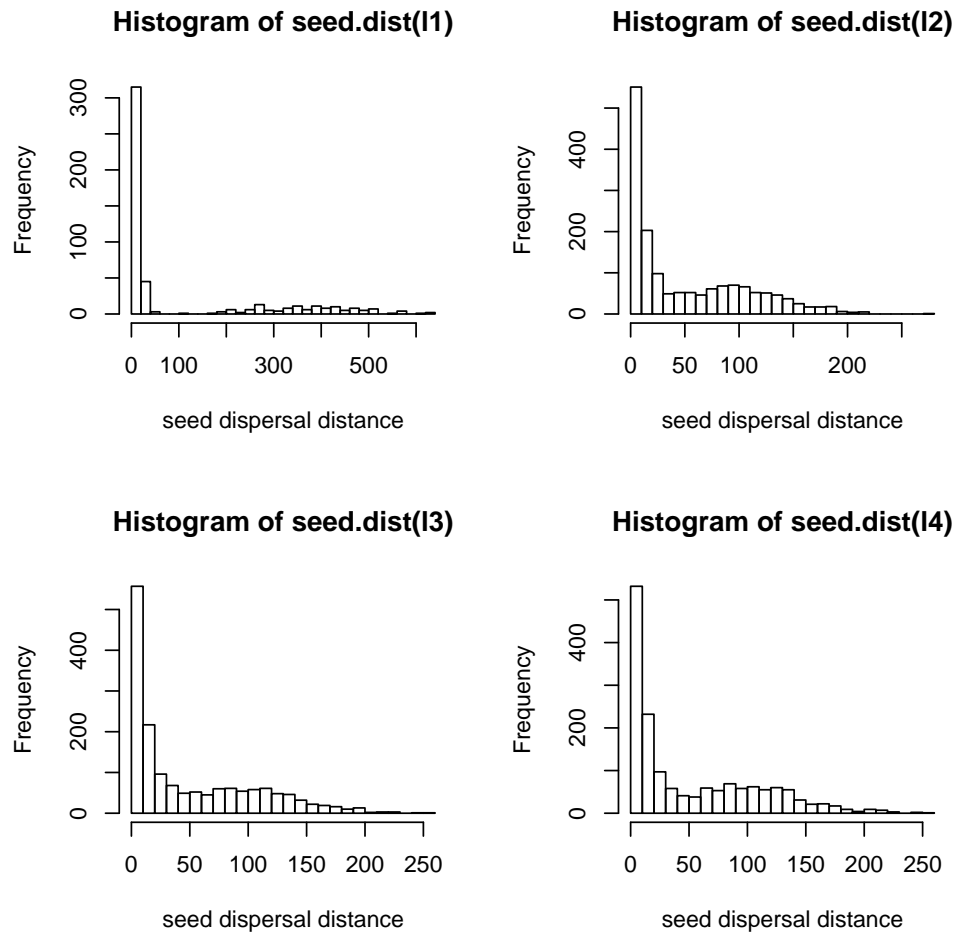 Histogram of seed.dist(l1)
Frequency
0 100 200 300
0 100 300 500
seed dispersal distance
Histogram of seed.dist(l2)
Frequency
0 200 400
0 50 100 200
seed dispersal distance
Histogram of seed.dist(l3)
Frequency
0 200 400
0 50 100 150 200 250
seed dispersal distance
Histogram of seed.dist(l4)
Frequency
0 200 400
0 50 100 150 200 250
seed dispersal distance